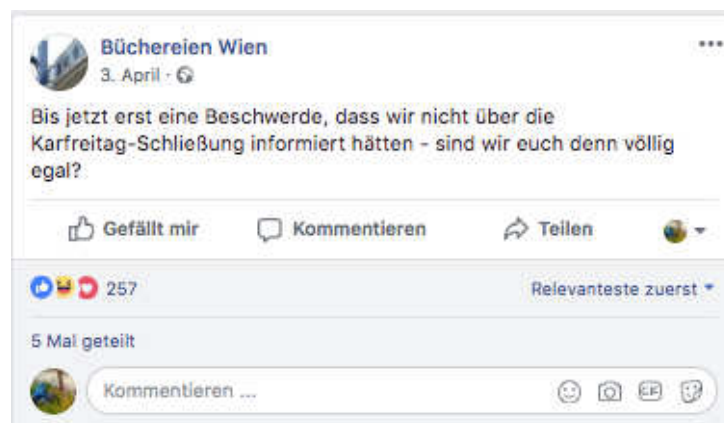 Büchereien Wien
3. April ·
Bis jetzt erst eine Beschwerde, dass wir nicht über die
Karfreitag-Schließung informiert hätten - sind wir euch denn völlig
egal?
Gefällt mir Kommentieren Teilen
257 Relevanteste zuerst
5 Mal geteilt
Kommentieren ... GIF